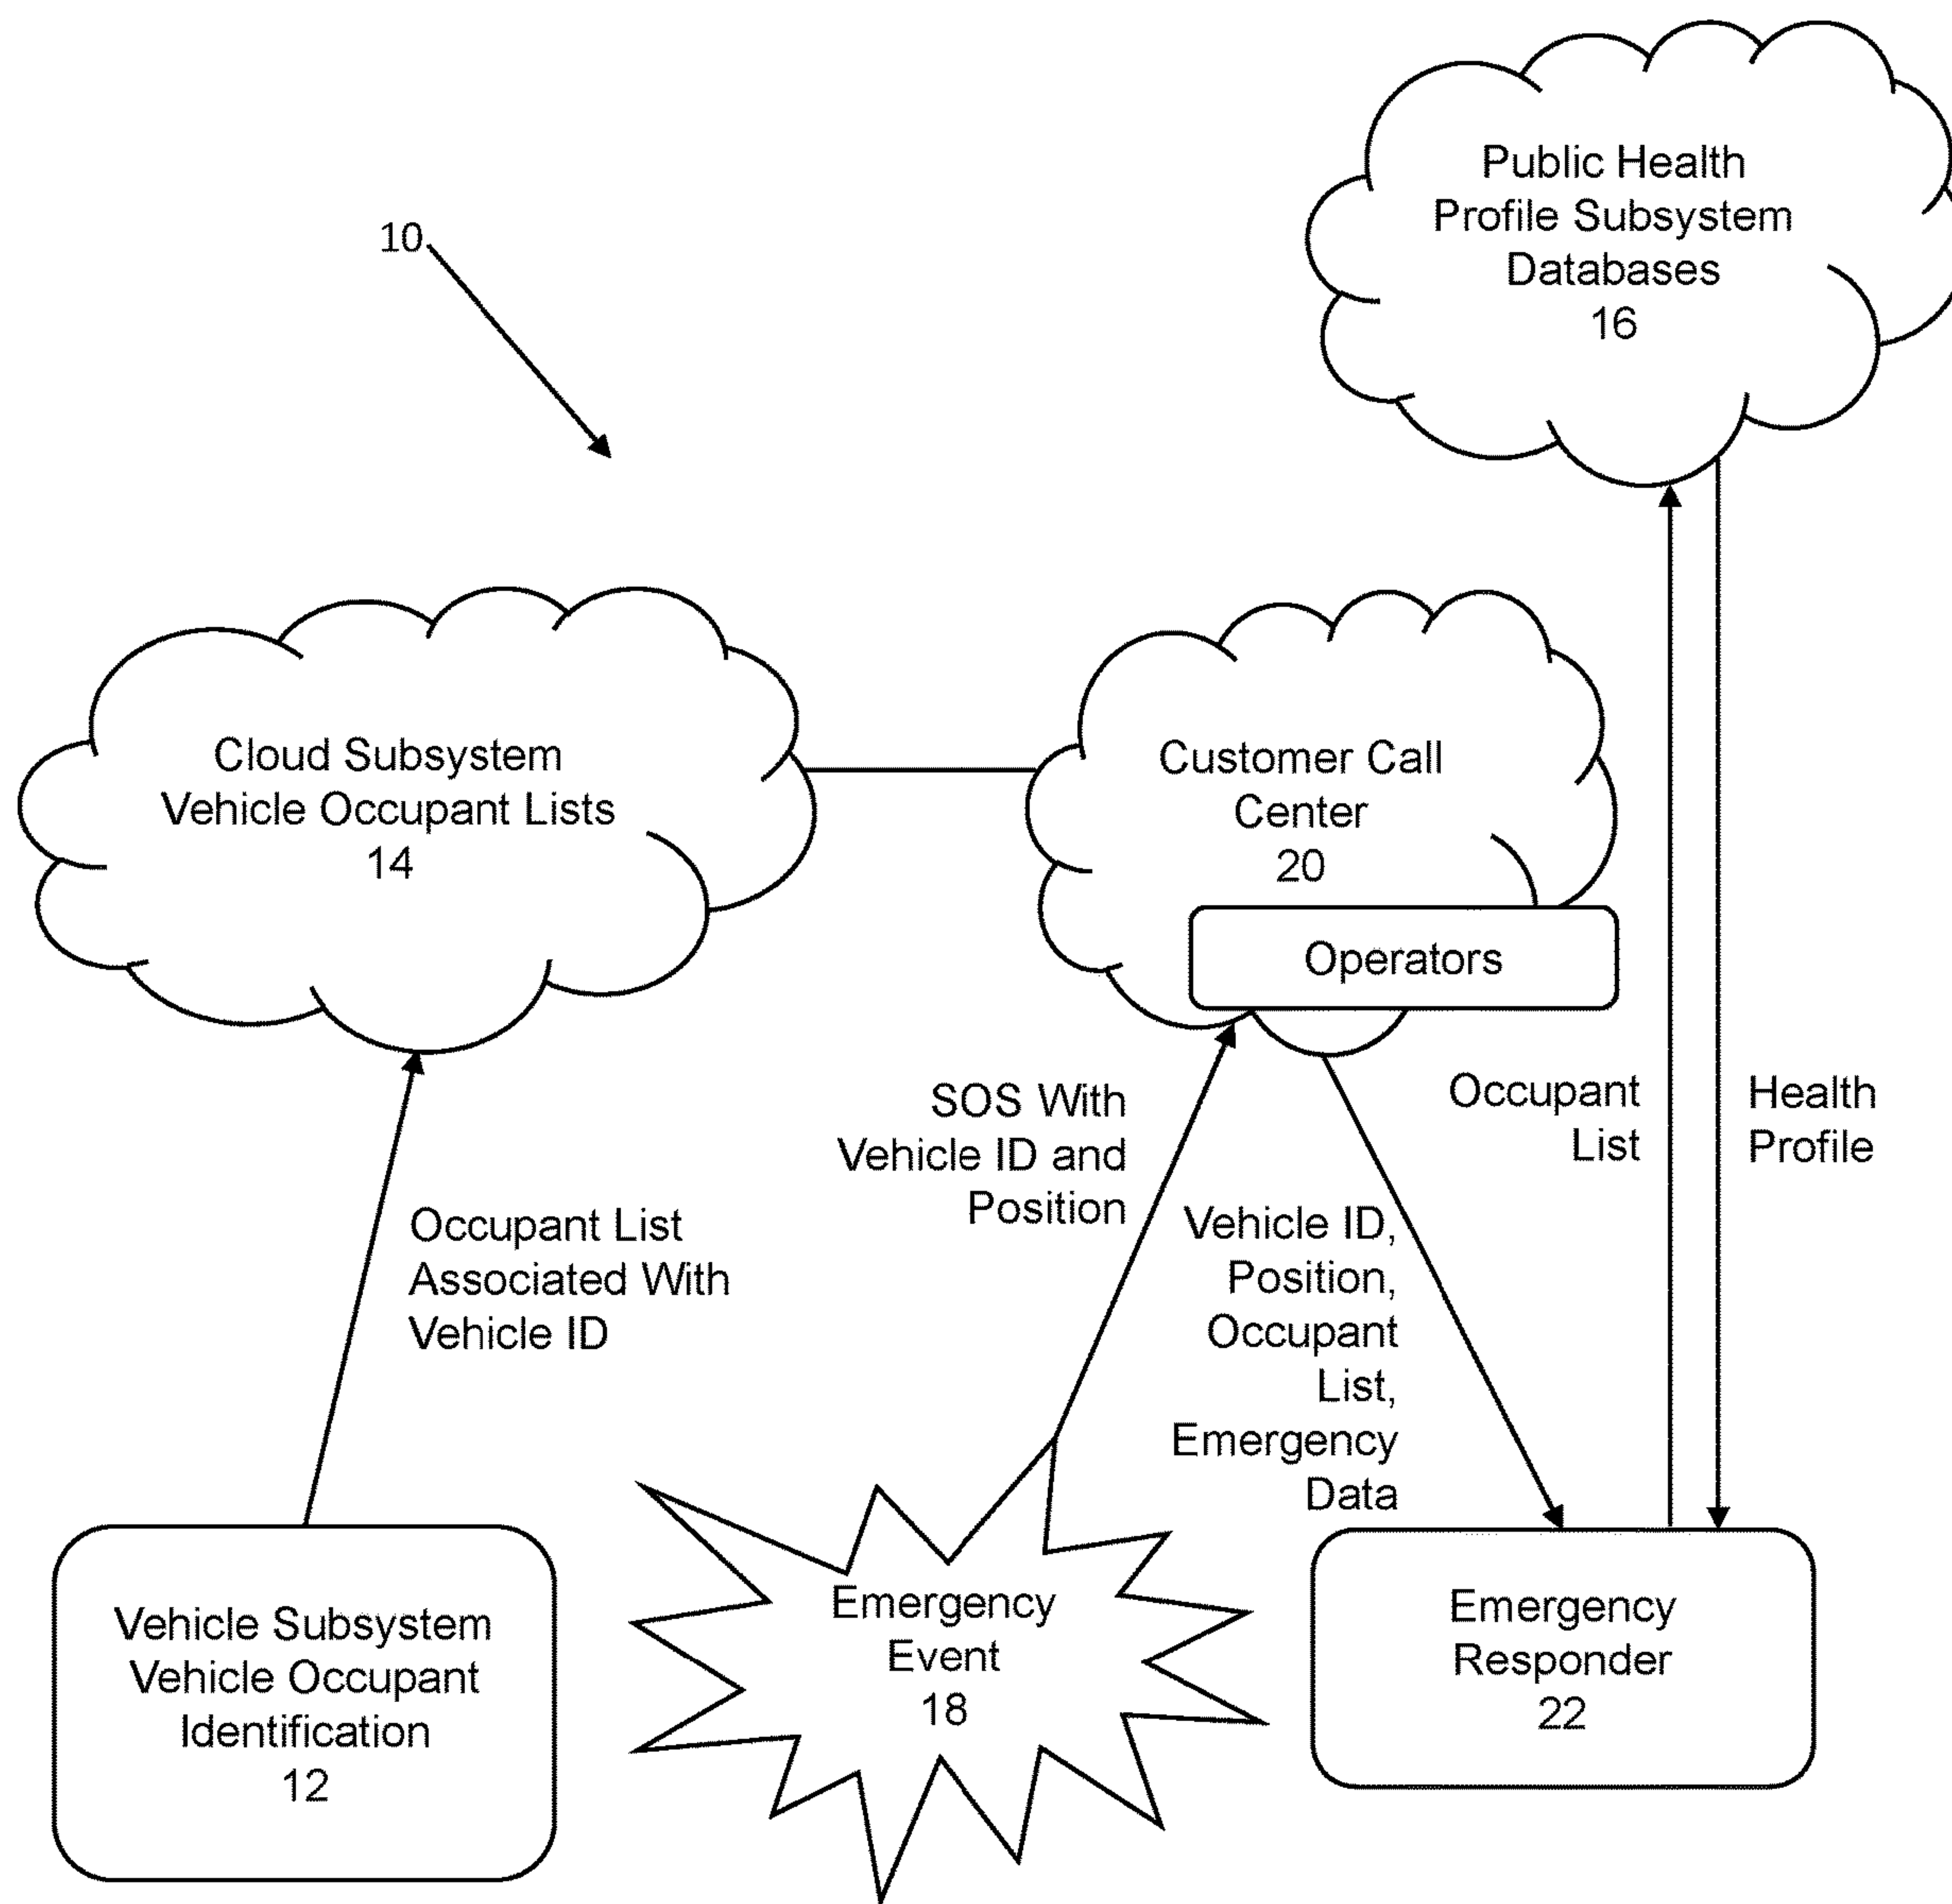 Public Health
Profile Subsystem
Databases
16
10
Cloud Subsystem
Vehicle Occupant Lists
14
Customer Call
Center
20
Operators
SOS With
Vehicle ID and
Position
Occupant
List
Health
Profile
Occupant List
Associated With
Vehicle ID
Vehicle ID,
Position,
Occupant
List,
Emergency
Data
Vehicle Subsystem
Vehicle Occupant
Identification
12
Emergency
Event
18
Emergency
Responder
22